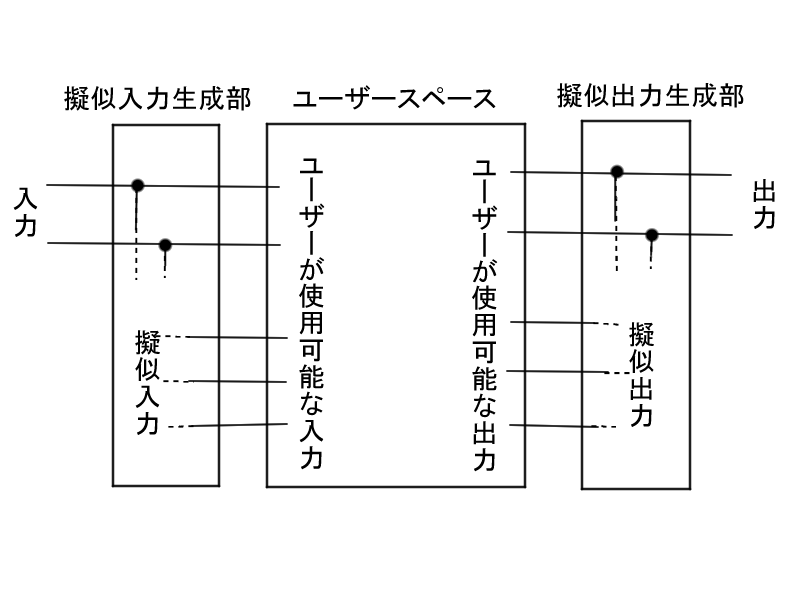 擬似入力生成部
ユーザースペース
擬似出力生成部
入力
擬似入力
ユーザーが使用可能な入力
ユーザーが使用可能な出力
擬似出力
出力